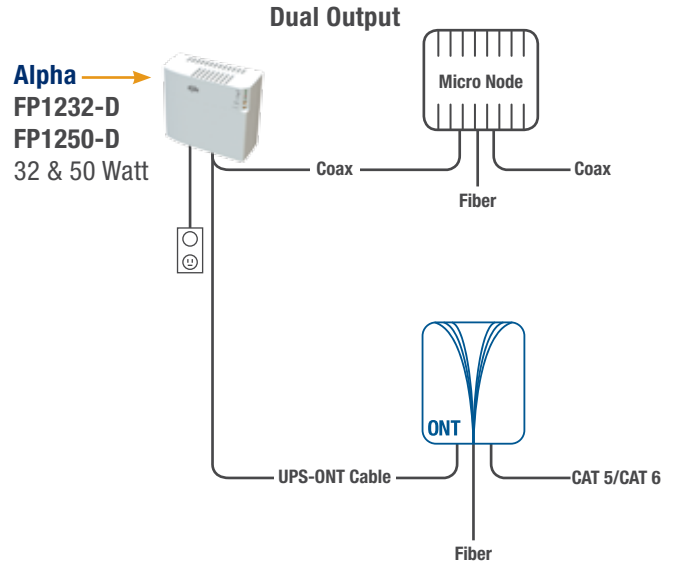 Dual Output
Alpha
FP1232-D
FP1250-D
32 & 50 Watt
Micro Node
Coax
Coax
Fiber
ONT
UPS-ONT Cable
CAT 5/CAT 6
Fiber